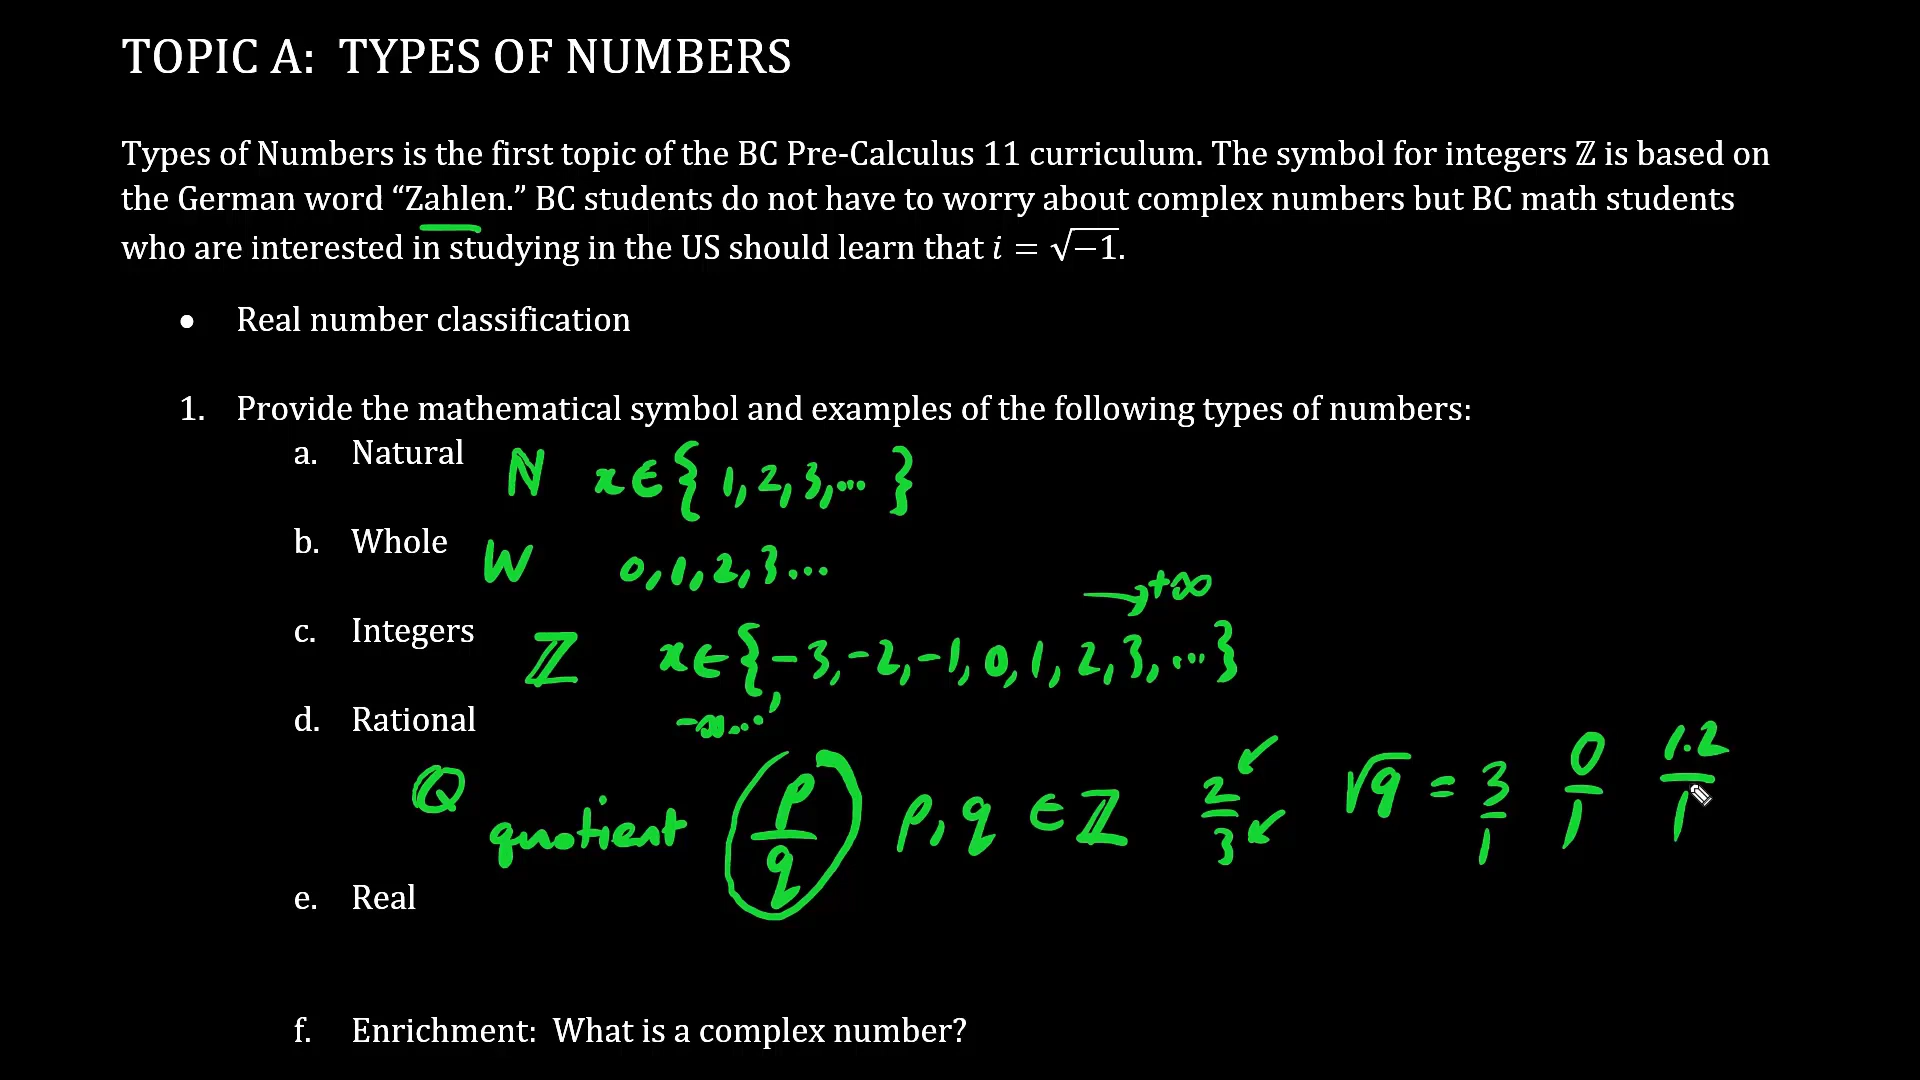 TOPIC A: TYPES OF NUMBERS
Types of Numbers is the first topic of the BC Pre-Calculus 11 curriculum. The symbol for integers ℤ is based on
the German word “Zahlen.” BC students do not have to worry about complex numbers but BC math students
who are interested in studying in the US should learn that i = √−1.
• Real number classification
1. Provide the mathematical symbol and examples of the following types of numbers:
a. Natural ℕ x ∈ { 1, 2, 3, ... }
b. Whole W 0, 1, 2, 3 ...
→ +∞
c. Integers ℤ x ∈ { -3, -2, -1, 0, 1, 2, 3, ... }
-∞ ... ,
d. Rational
ℚ quotient p/q p, q ∈ ℤ 2/3 √9 = 3/1 0/1 1.2/1
e. Real
f. Enrichment: What is a complex number?